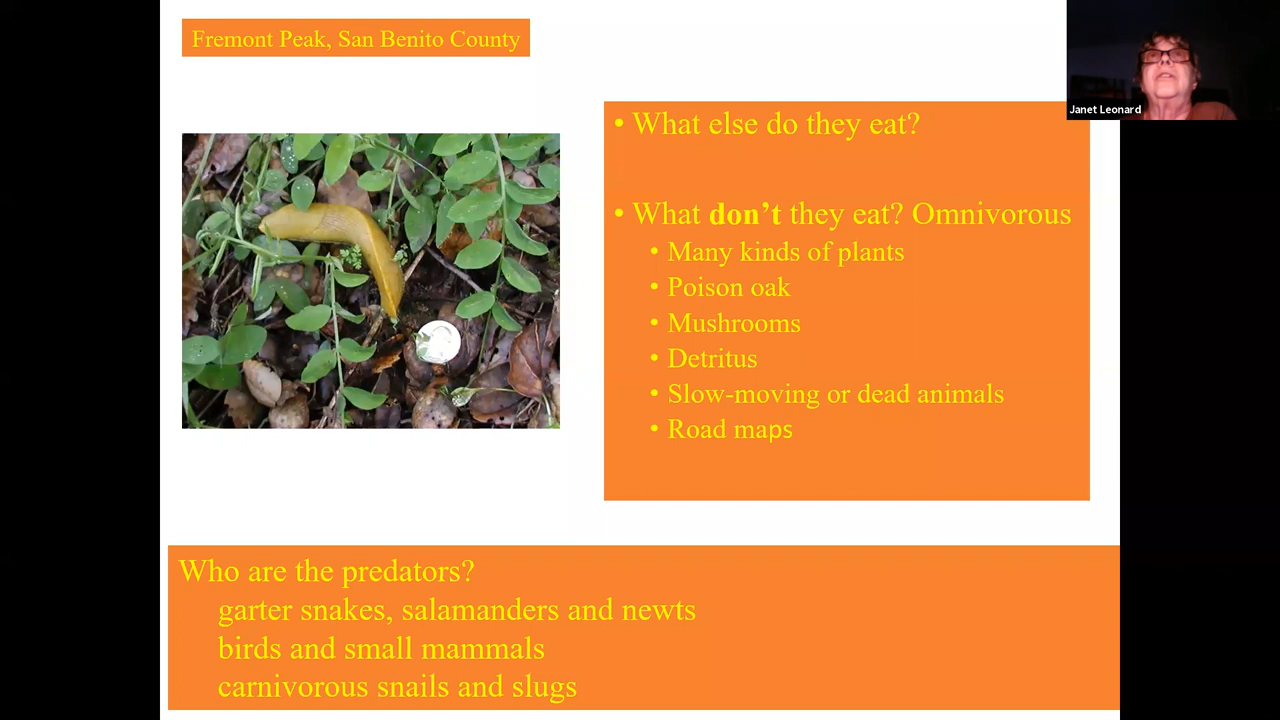 Fremont Peak, San Benito County
Janet Leonard
• What else do they eat?
• What don’t they eat? Omnivorous
• Many kinds of plants
• Poison oak
• Mushrooms
• Detritus
• Slow-moving or dead animals
• Road maps
Who are the predators?
garter snakes, salamanders and newts
birds and small mammals
carnivorous snails and slugs